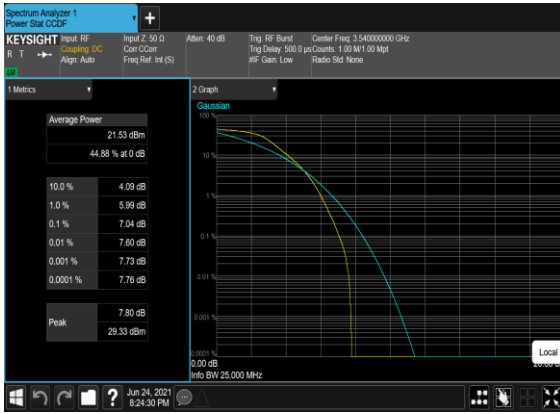 Spectrum Analyzer 1
Power Stat CCDF
KEYSIGHT
R T
LXI
Input: RF
Coupling: DC
Align: Auto
Input Z: 50 Ω
Corr CCorr
Freq Ref: Int (S)
Atten: 40 dB
Trig: RF Burst
Trig Delay: 500.0 µs
#IF Gain: Low
Center Freq: 3.540000000 GHz
Counts: 1.00 M/1.00 Mpt
Radio Std: None
1 Metrics
Average Power
21.53 dBm
44.88 % at 0 dB
10.0 % 4.09 dB
1.0 % 5.99 dB
0.1 % 7.04 dB
0.01 % 7.60 dB
0.001 % 7.73 dB
0.0001 % 7.76 dB
Peak
7.80 dB
29.33 dBm
2 Graph
Gaussian
100 %
10 %
1 %
0.1 %
0.01 %
0.001 %
0.0001 %
0.00 dB
Info BW 25.000 MHz
Local
Jun 24, 2021
8:24:30 PM